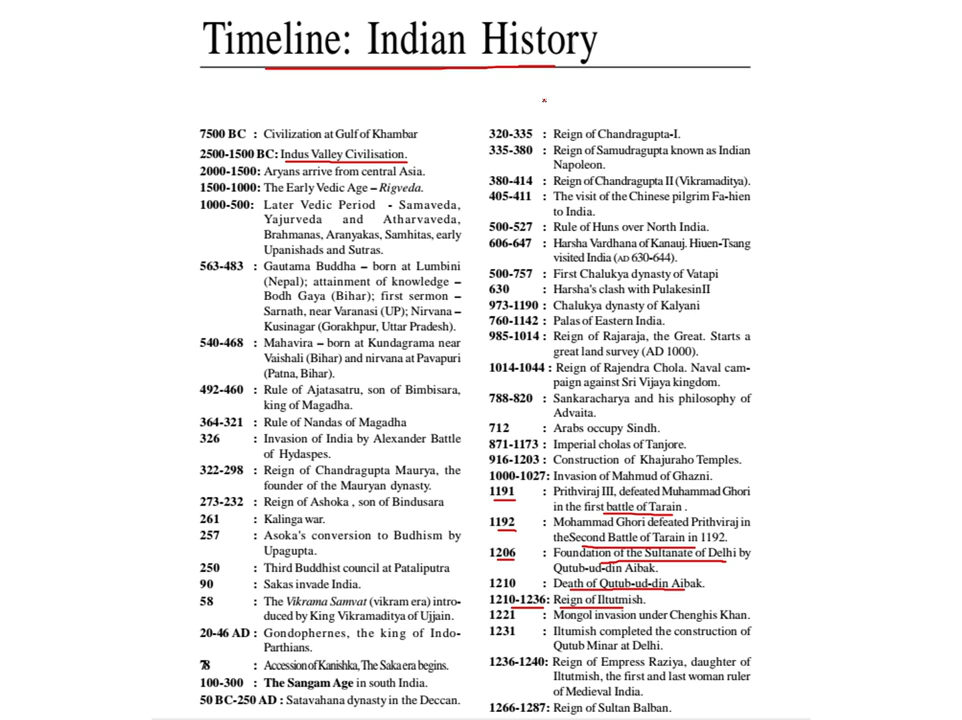 Timeline: Indian History
7500 BC : Civilization at Gulf of Khambar
2500-1500 BC: Indus Valley Civilisation.
2000-1500: Aryans arrive from central Asia.
1500-1000: The Early Vedic Age – Rigveda.
1000-500: Later Vedic Period - Samaveda,
Yajurveda and Atharvaveda,
Brahmanas, Aranyakas, Samhitas, early
Upanishads and Sutras.
563-483 : Gautama Buddha – born at Lumbini
(Nepal); attainment of knowledge –
Bodh Gaya (Bihar); first sermon –
Sarnath, near Varanasi (UP); Nirvana –
Kusinagar (Gorakhpur, Uttar Pradesh).
540-468 : Mahavira – born at Kundagrama near
Vaishali (Bihar) and nirvana at Pavapuri
(Patna, Bihar).
492-460 : Rule of Ajatasatru, son of Bimbisara,
king of Magadha.
364-321 : Rule of Nandas of Magadha
326 : Invasion of India by Alexander Battle
of Hydaspes.
322-298 : Reign of Chandragupta Maurya, the
founder of the Mauryan dynasty.
273-232 : Reign of Ashoka , son of Bindusara
261 : Kalinga war.
257 : Asoka's conversion to Budhism by
Upagupta.
250 : Third Buddhist council at Pataliputra
90 : Sakas invade India.
58 : The Vikrama Samvat (vikram era) intro-
duced by King Vikramaditya of Ujjain.
20-46 AD : Gondophernes, the king of Indo-
Parthians.
78 : Accession of Kanishka, The Saka era begins.
100-300 : The Sangam Age in south India.
50 BC-250 AD : Satavahana dynasty in the Deccan.
320-335 : Reign of Chandragupta-I.
335-380 : Reign of Samudragupta known as Indian
Napoleon.
380-414 : Reign of Chandragupta II (Vikramaditya).
405-411 : The visit of the Chinese pilgrim Fa-hien
to India.
500-527 : Rule of Huns over North India.
606-647 : Harsha Vardhana of Kanauj. Hiuen-Tsang
visited India (AD 630-644).
500-757 : First Chalukya dynasty of Vatapi
630 : Harsha's clash with PulakesinII
973-1190 : Chalukya dynasty of Kalyani
760-1142 : Palas of Eastern India.
985-1014 : Reign of Rajaraja, the Great. Starts a
great land survey (AD 1000).
1014-1044 : Reign of Rajendra Chola. Naval cam-
paign against Sri Vijaya kingdom.
788-820 : Sankaracharya and his philosophy of
Advaita.
712 : Arabs occupy Sindh.
871-1173 : Imperial cholas of Tanjore.
916-1203 : Construction of Khajuraho Temples.
1000-1027: Invasion of Mahmud of Ghazni.
1191 : Prithviraj III, defeated Muhammad Ghori
in the first battle of Tarain .
1192 : Mohammad Ghori defeated Prithviraj in
theSecond Battle of Tarain in 1192.
1206 : Foundation of the Sultanate of Delhi by
Qutub-ud-din Aibak.
1210 : Death of Qutub-ud-din Aibak.
1210-1236: Reign of Iltutmish.
1221 : Mongol invasion under Chenghis Khan.
1231 : Iltumish completed the construction of
Qutub Minar at Delhi.
1236-1240: Reign of Empress Raziya, daughter of
Iltutmish, the first and last woman ruler
of Medieval India.
1266-1287: Reign of Sultan Balban.